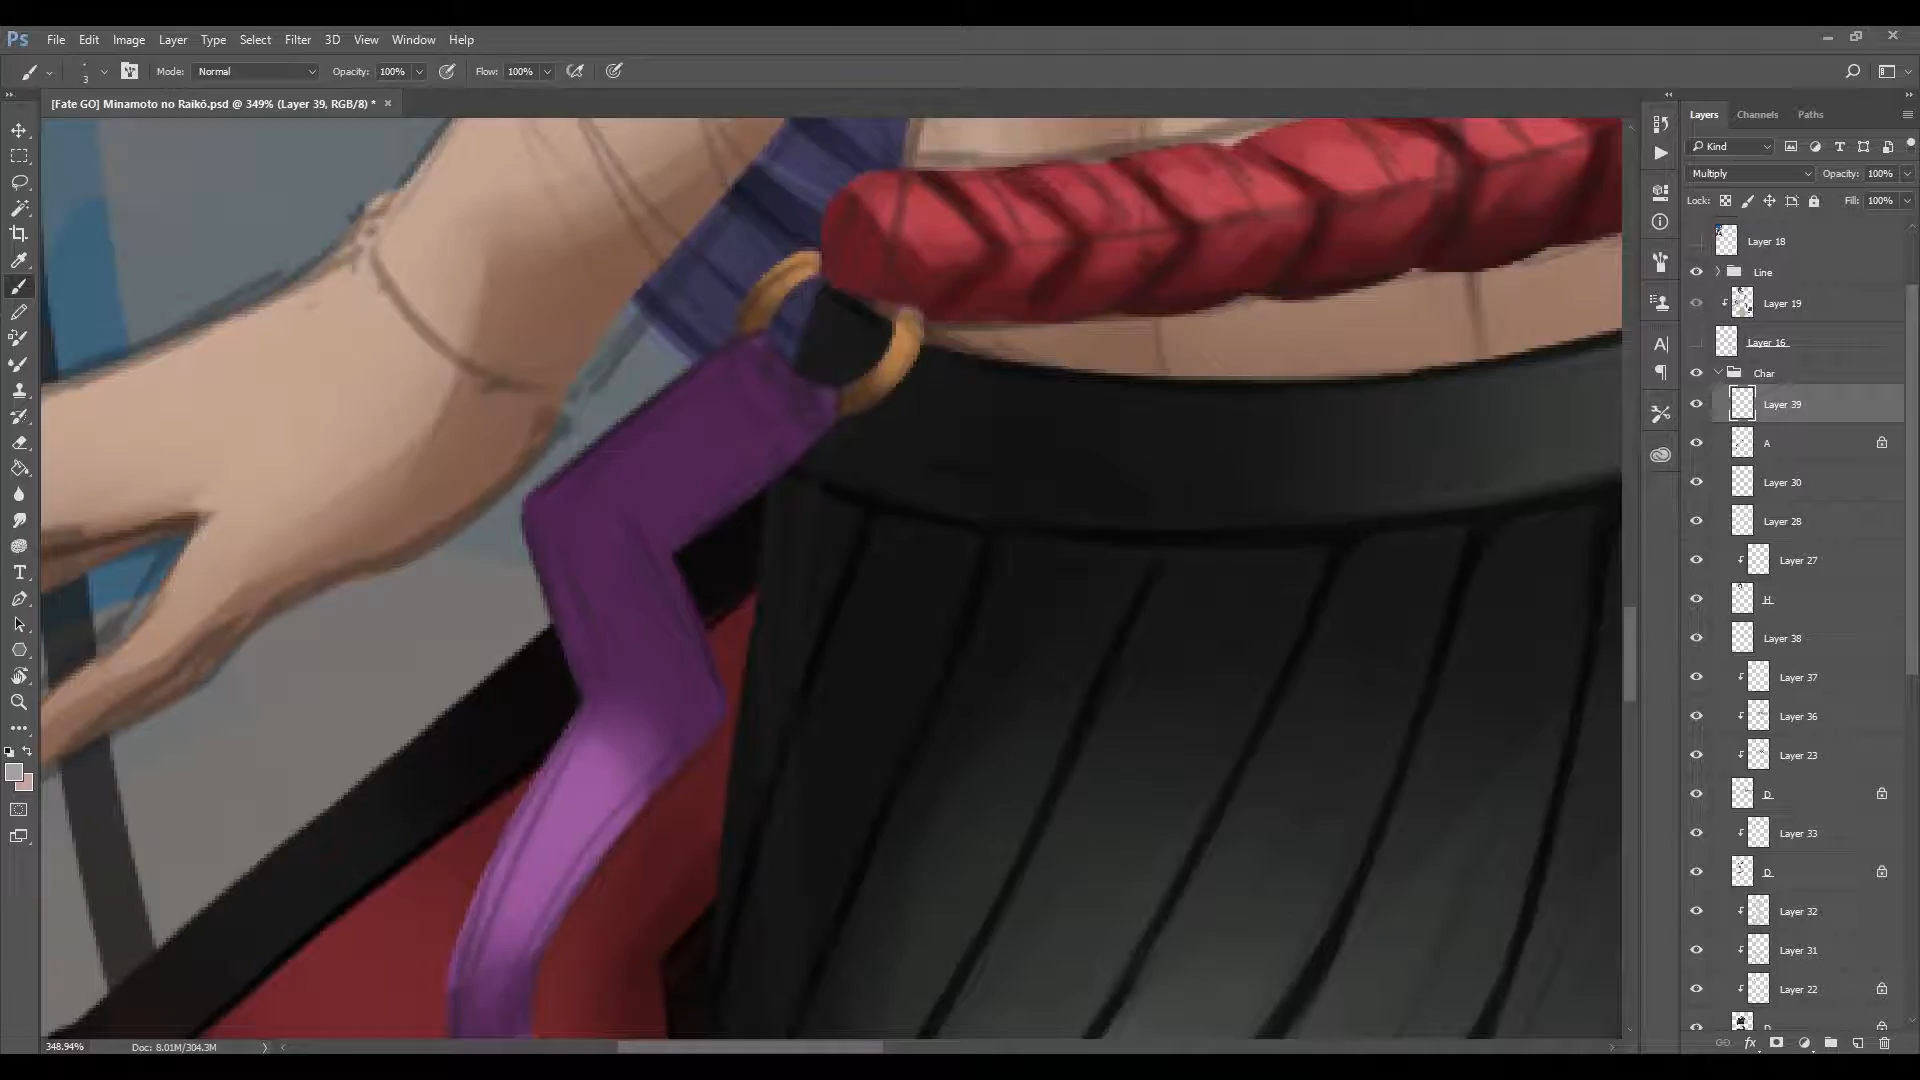 Ps File Edit Image Layer Type Select Filter 3D View Window Help
3 Mode: Normal Opacity: 100% Flow: 100%
[Fate GO] Minamoto no Raikō.psd @ 349% (Layer 39, RGB/8) *
Layers Channels Paths
Kind
Multiply Opacity: 100%
Lock: Fill: 100%
Layer 18
Line
Layer 19
Layer 16
Char
Layer 39
A
Layer 30
Layer 28
Layer 27
H
Layer 38
Layer 37
Layer 36
Layer 23
D
Layer 33
D
Layer 32
Layer 31
Layer 22
D
348.94% Doc: 8.01M/304.3M